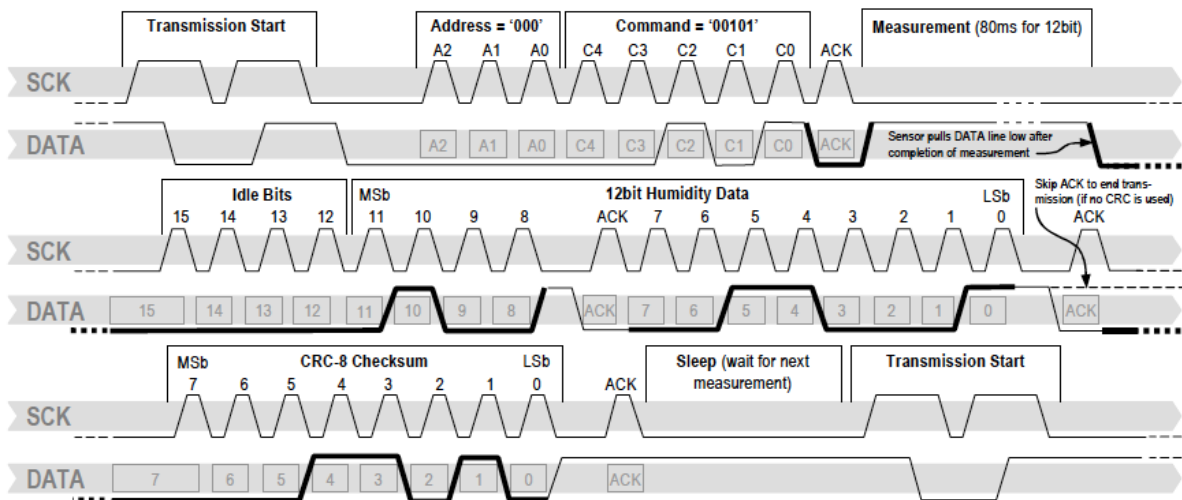 Transmission Start Address = ‘000’ Command = ‘00101’ Measurement (80ms for 12bit)
A2 A1 A0 C4 C3 C2 C1 C0 ACK
SCK
DATA A2 A1 A0 C4 C3 C2 C1 C0 ACK
Sensor pulls DATA line low after
completion of measurement
Idle Bits MSb 12bit Humidity Data LSb
Skip ACK to end trans-
mission (if no CRC is used)
15 14 13 12 11 10 9 8 ACK 7 6 5 4 3 2 1 0 ACK
SCK
DATA 15 14 13 12 11 10 9 8 ACK 7 6 5 4 3 2 1 0 ACK
MSb CRC-8 Checksum LSb Sleep (wait for next
measurement) Transmission Start
7 6 5 4 3 2 1 0 ACK
SCK
DATA 7 6 5 4 3 2 1 0 ACK